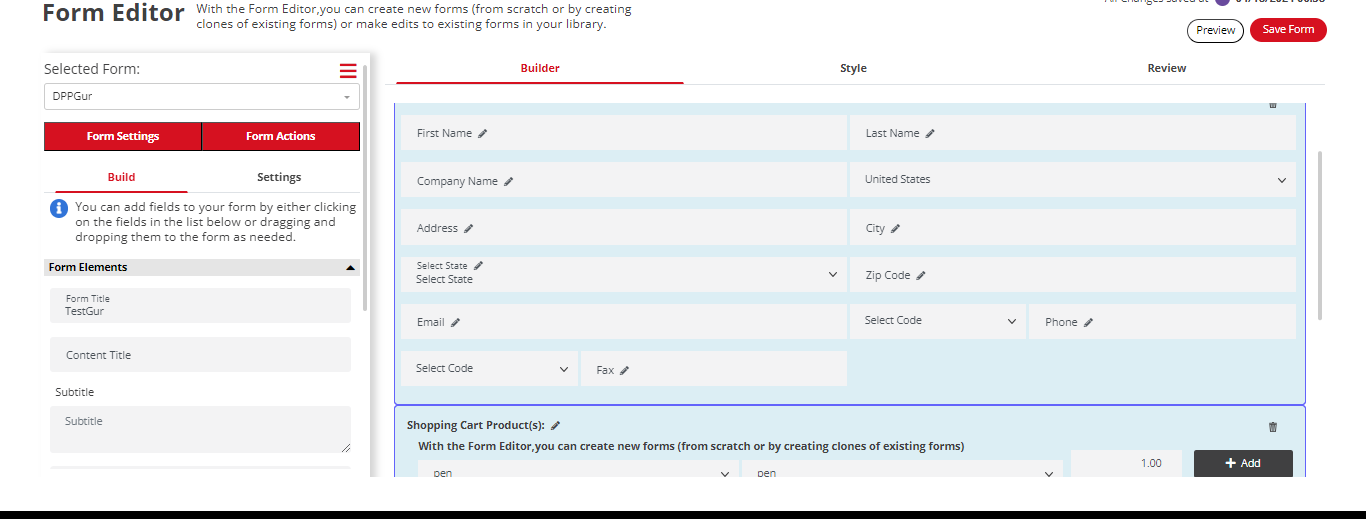 Form Editor
With the Form Editor,you can create new forms (from scratch or by creating
clones of existing forms) or make edits to existing forms in your library.
Preview
Save Form
Selected Form:
DPPGur
Form Settings
Form Actions
Build
Settings
You can add fields to your form by either clicking
on the fields in the list below or dragging and
dropping them to the form as needed.
Form Elements
Form Title
TestGur
Content Title
Subtitle
Subtitle
Builder
Style
Review
First Name
Last Name
Company Name
United States
Address
City
Select State
Select State
Zip Code
Email
Select Code
Phone
Select Code
Fax
Shopping Cart Product(s):
With the Form Editor,you can create new forms (from scratch or by creating clones of existing forms)
pen
pen
1.00
+ Add